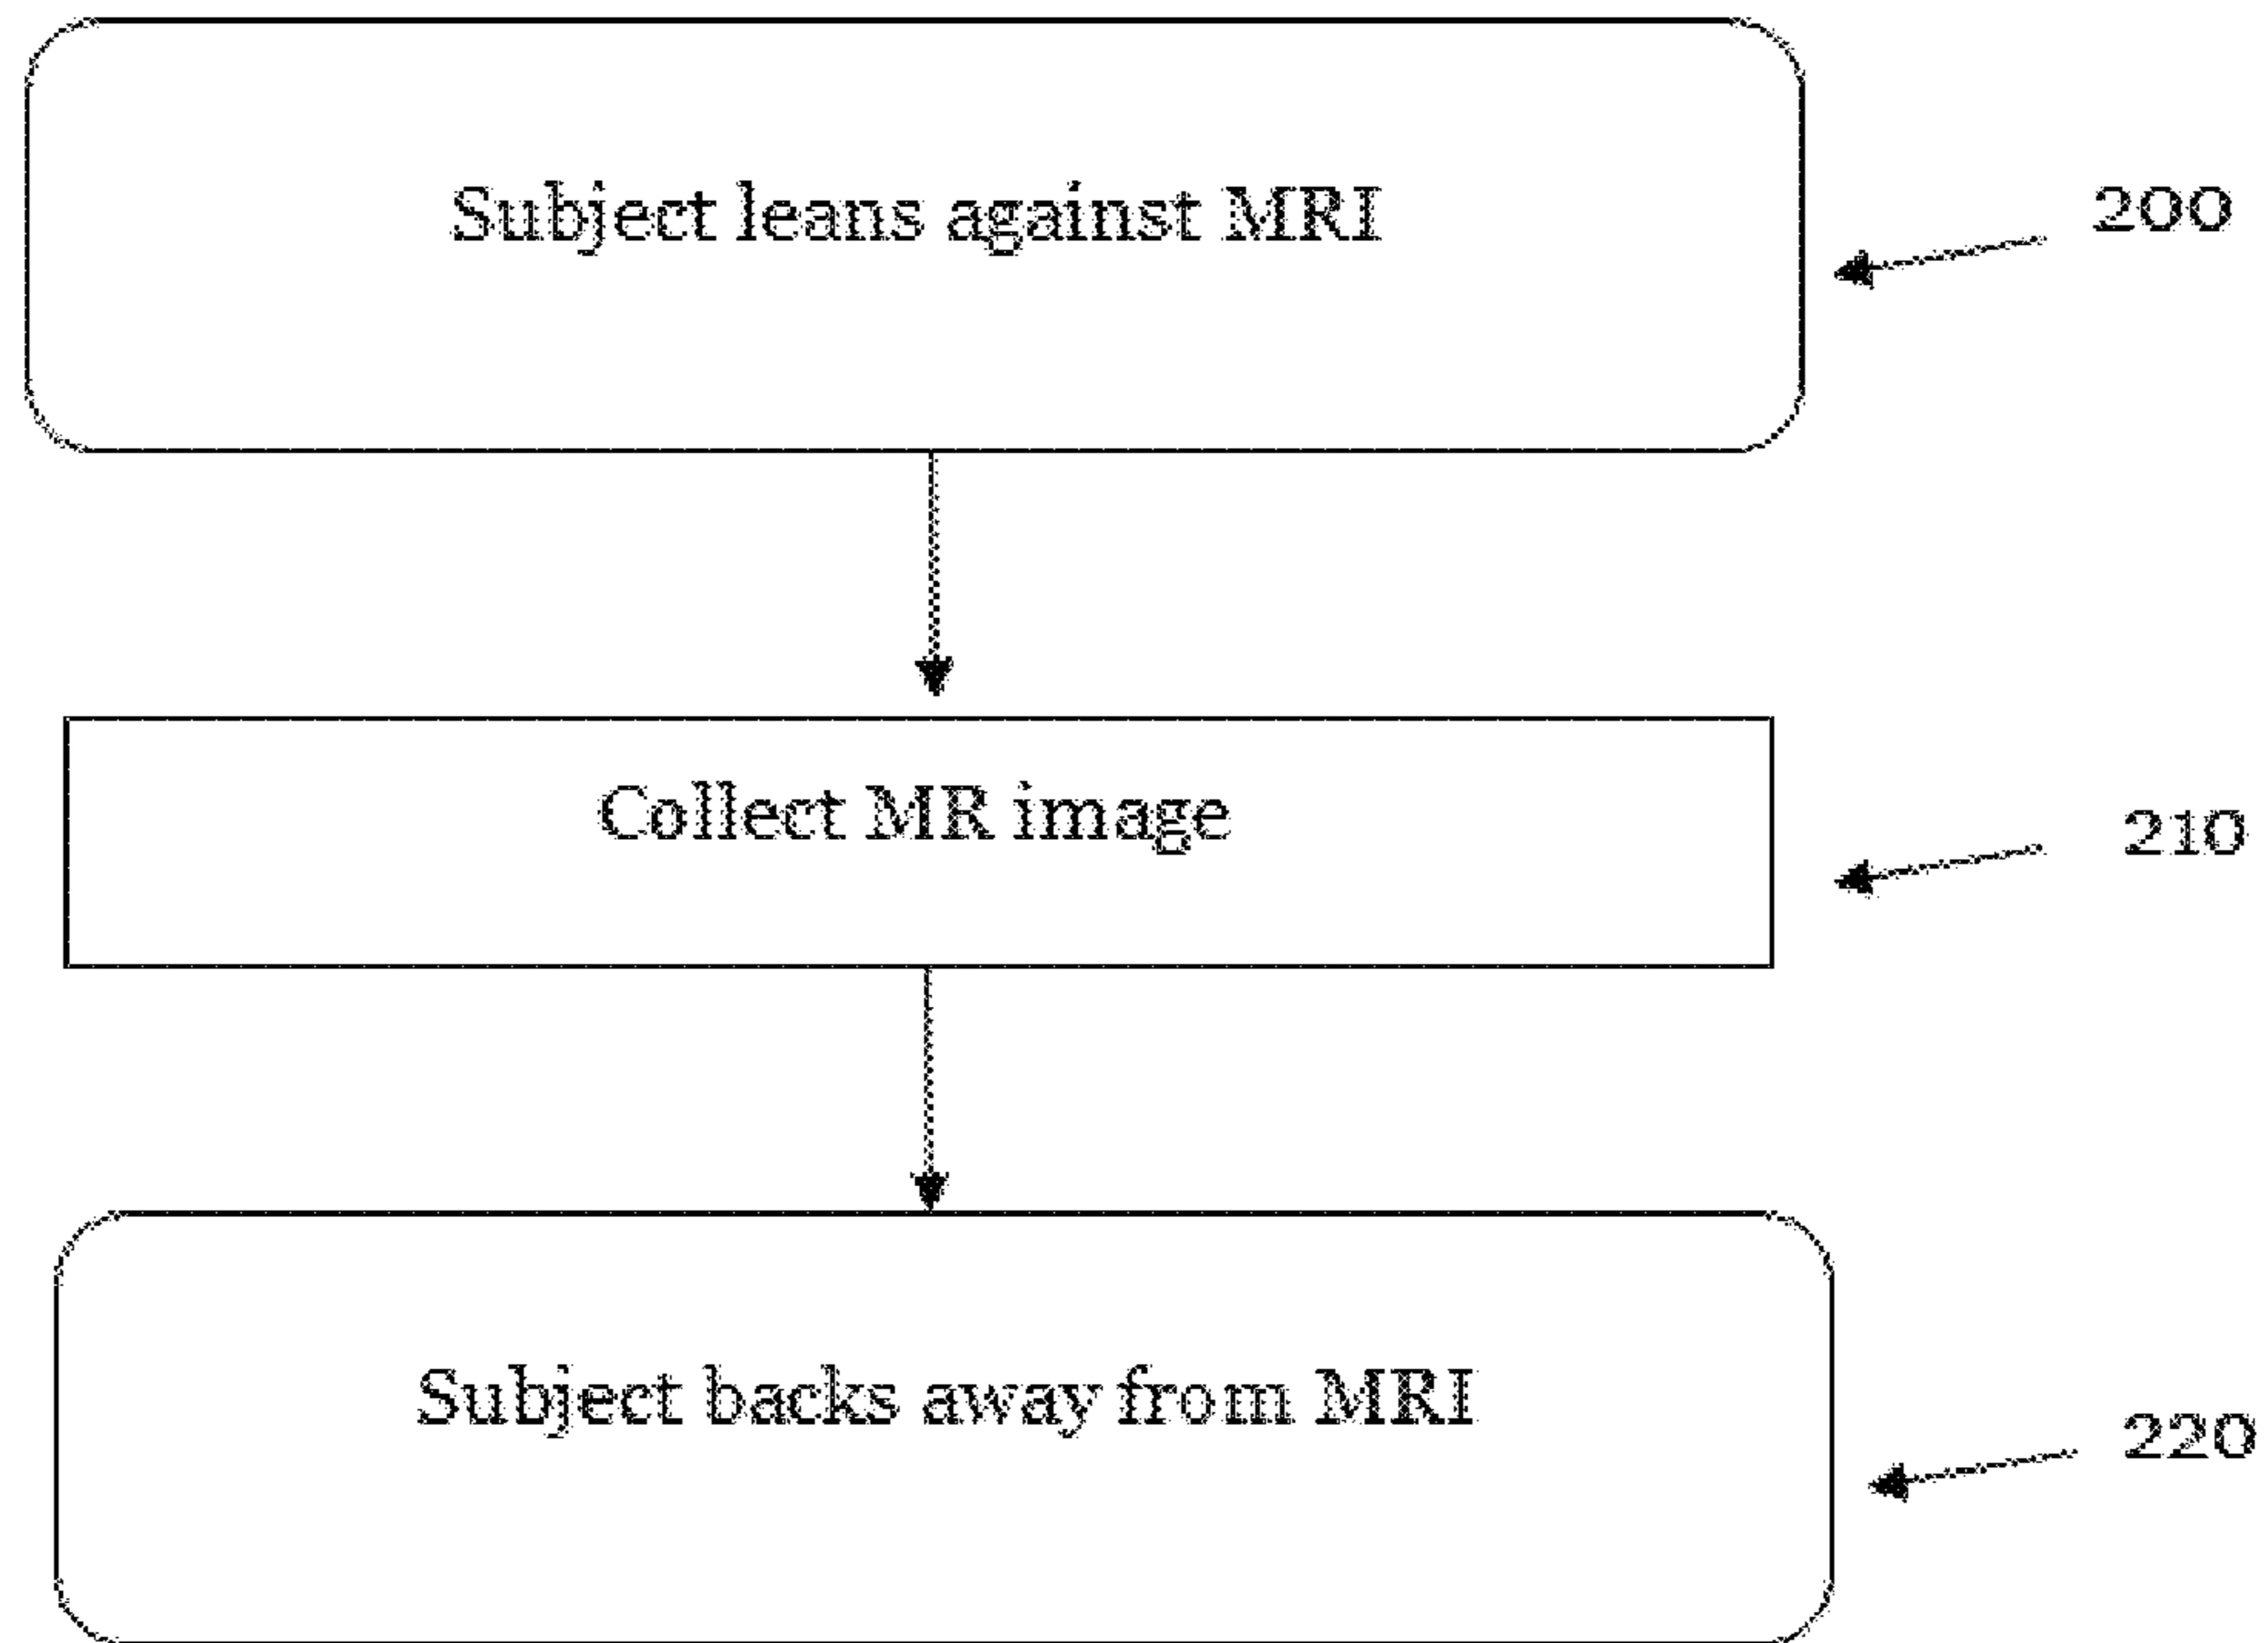 Subject leans against MRI
200
Collect MR image
210
Subject backs away from MRI
220